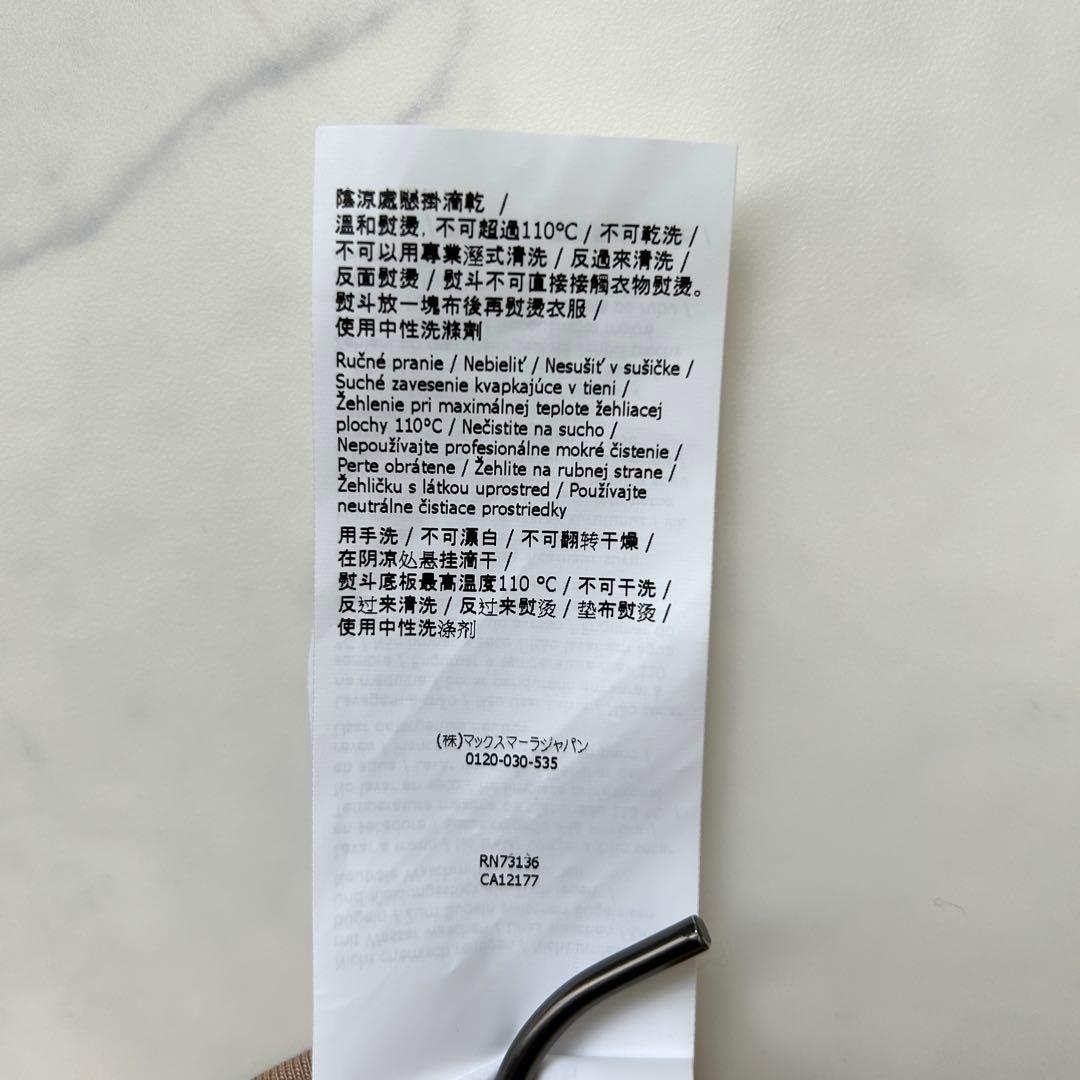 陰涼處懸掛滴乾 /
溫和熨燙, 不可超過110°C / 不可乾洗 /
不可以用專業溼式清洗 / 反過來清洗 /
反面熨燙 / 熨斗不可直接接觸衣物熨燙。
熨斗放一塊布後再熨燙衣服 /
使用中性洗滌劑
Ručné pranie / Nebieliť / Nesušiť v sušičke /
Suché zavesenie kvapkajúce v tieni /
Žehlenie pri maximálnej teplote žehliacej
plochy 110°C / Nečistite na sucho /
Nepoužívajte profesionálne mokré čistenie /
Perte obrátene / Žehlite na rubnej strane /
Žehličku s látkou uprostred / Používajte
neutrálne čistiace prostriedky
用手洗 / 不可漂白 / 不可翻转干燥 /
在阴凉处悬挂滴干 /
熨斗底板最高温度110 °C / 不可干洗 /
反过来清洗 / 反过来熨烫 / 垫布熨烫 /
使用中性洗涤剂
(株)マックスマーラジャパン
0120-030-535
RN73136
CA12177